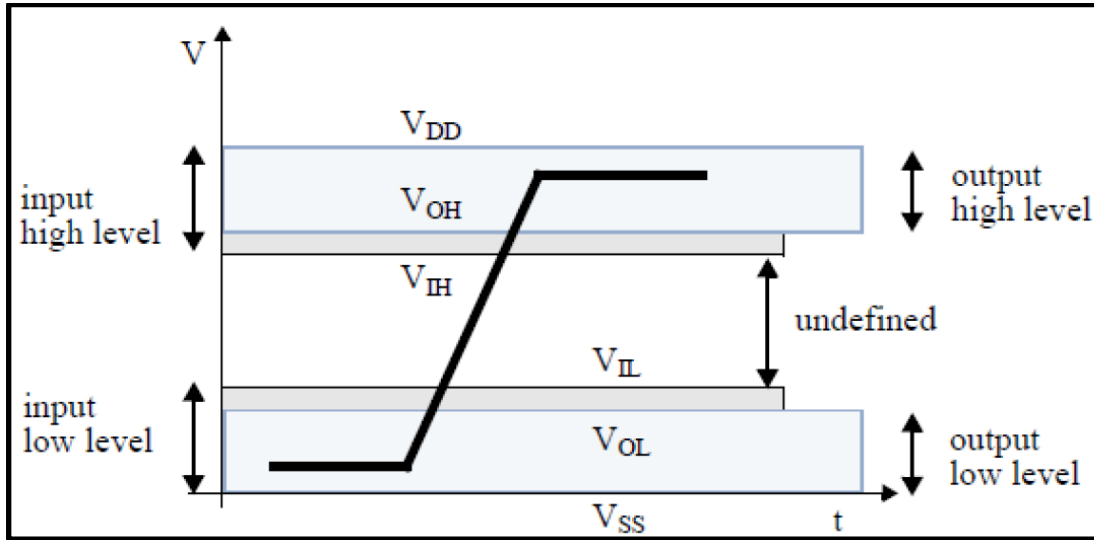 V
V_DD
input
high level
V_OH
output
high level
V_IH
undefined
V_IL
input
low level
V_OL
output
low level
V_SS
t